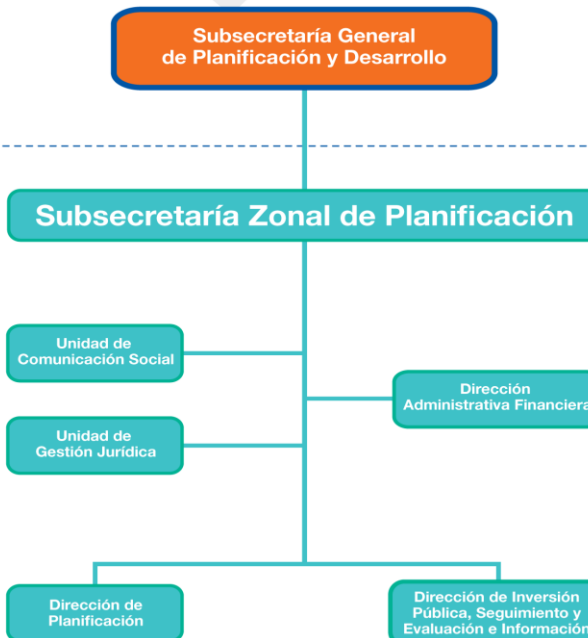 Subsecretaría General
de Planificación y Desarrollo
Subsecretaría Zonal de Planificación
Unidad de
Comunicación Social
Dirección
Administrativa Financiera
Unidad de
Gestión Jurídica
Dirección de
Planificación
Dirección de Inversión
Pública, Seguimiento y
Evaluación e Información